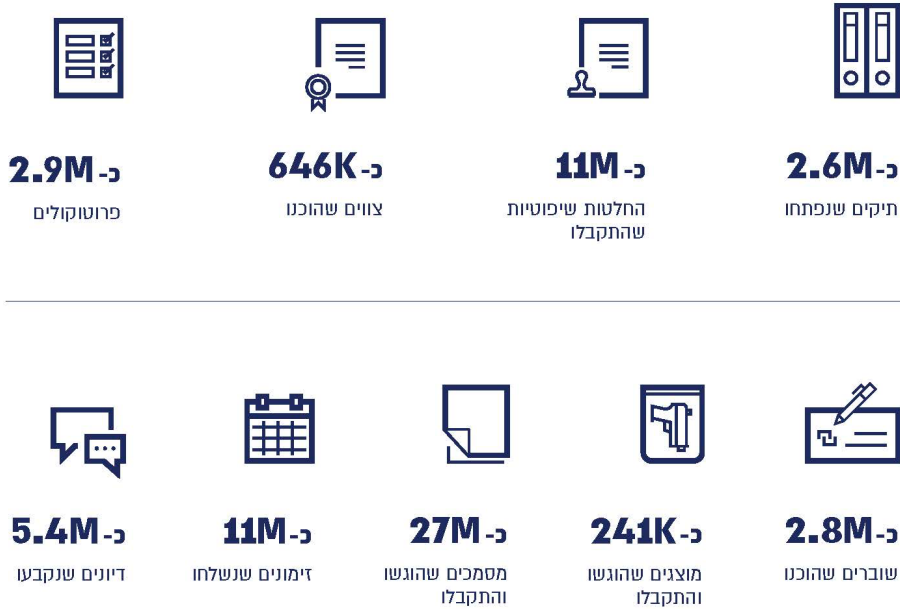 כ-2.6M
תיקים שנפתחו
כ-11M
החלטות שיפוטיות
שהתקבלו
כ-646K
צווים שהוכנו
כ-2.9M
פרוטוקולים
כ-2.8M
שוברים שהוכנו
כ-241K
מוצגים שהוגשו
והתקבלו
כ-27M
מסמכים שהוגשו
והתקבלו
כ-11M
זימונים שנשלחו
כ-5.4M
דיונים שנקבעו